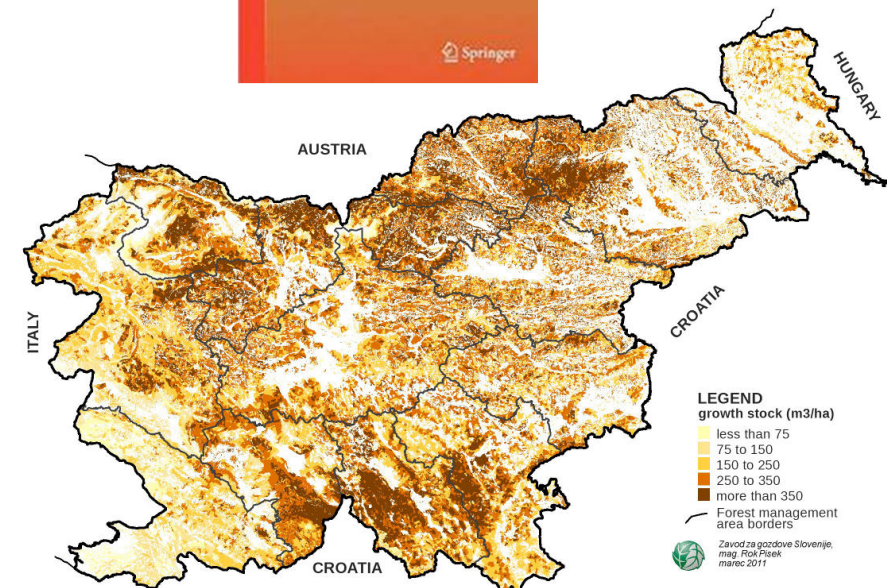 Springer
HUNGARY
AUSTRIA
ITALY
CROATIA
LEGEND
growth stock (m3/ha)
less than 75
75 to 150
150 to 250
250 to 350
more than 350
Forest management
area borders
Zavod za gozdove Slovenije,
mag. Rok Pisek
marec 2011
CROATIA